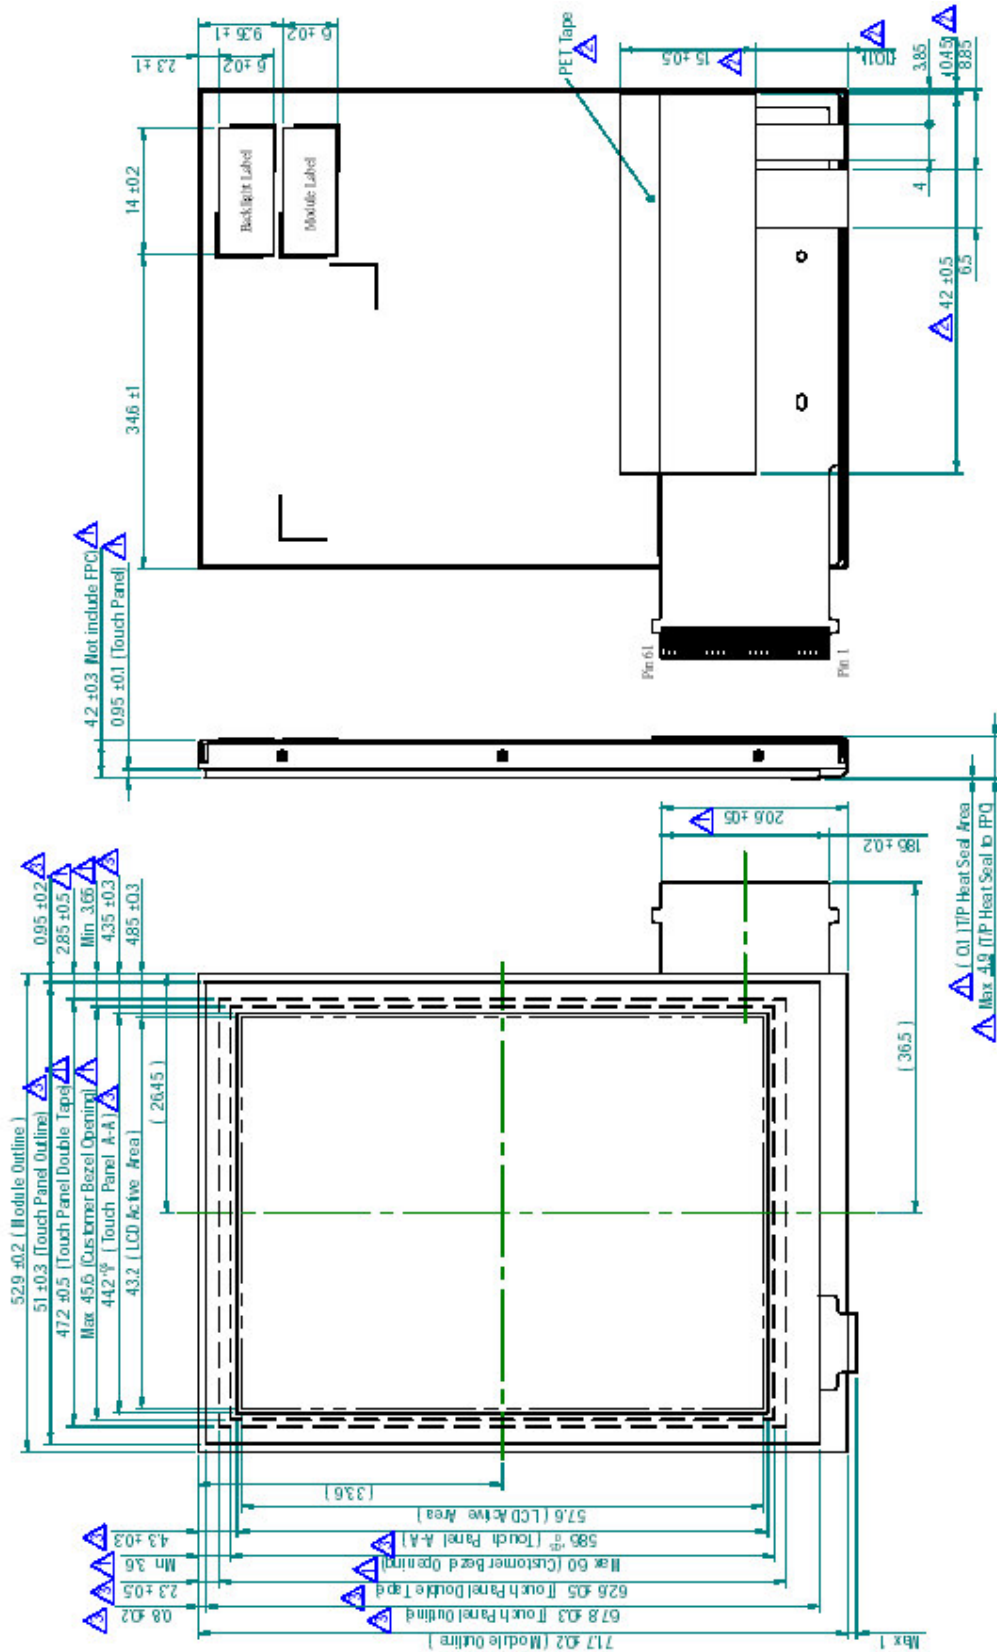 9.35 ±1
6 ±0.2
2.3 ±1
6 ±0.2
14 ±0.2
Backlight Label
Module Label
34.6 ±1
PET Tape
15 ±0.5
3.85
(0.45)
8.85
4
42 ±0.5
6.5
4.2 ±0.3 (Not include FPC)
0.95 ±0.1 (Touch Panel)
Pin 61
Pin 1
20.6 ±0.5
18.6 ±0.2
(0.1) T/P Heat Seal Area
Max 4.9 (T/P Heat Seal to FPC)
(36.5)
0.95 ±0.2
2.85 ±0.5
Min 3.65
4.35 ±0.3
4.85 ±0.3
52.9 ±0.2 (Module Outline)
51 ±0.3 (Touch Panel Outline)
47.2 ±0.5 (Touch Panel Double Tape)
Max 45.6 (Customer Bezel Opening)
44.2 (Touch Panel A-A)
43.2 (LCD Active Area)
(26.45)
(33.6)
57.6 (LCD Active Area)
58.6 (Touch Panel A-A)
Max 60 (Customer Bezel Opening)
62.6 ±0.5 (Touch Panel Double Tape)
67.8 ±0.3 (Touch Panel Outline)
71.7 ±0.2 (Module Outline)
4.3 ±0.3
Min 3.6
2.3 ±0.5
0.8 ±0.2
Max 1